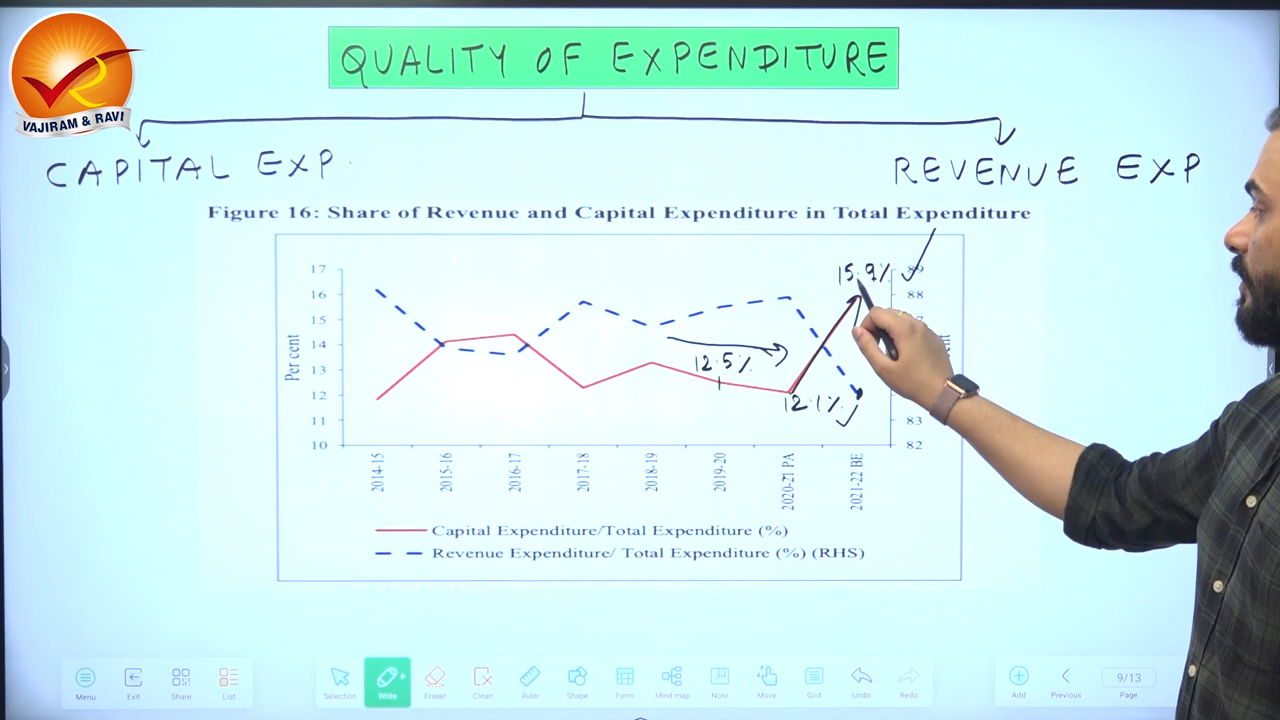 VAJIRAM & RAVI
QUALITY OF EXPENDITURE
CAPITAL EXP
REVENUE EXP
Figure 16: Share of Revenue and Capital Expenditure in Total Expenditure
15.9%
17
16
15
14
13
12
11
10
Per cent
89
88
83
82
12.5%
12.1%
2014-15
2015-16
2016-17
2017-18
2018-19
2019-20
2020-21 PA
2021-22 BE
Capital Expenditure/Total Expenditure (%)
Revenue Expenditure/ Total Expenditure (%) (RHS)
Menu
Exit
Share
List
Selection
Write
Eraser
Clean
Ruler
Shape
Form
Mind map
Note
Move
Grid
Undo
Redo
Add
Previous
9/13
Page